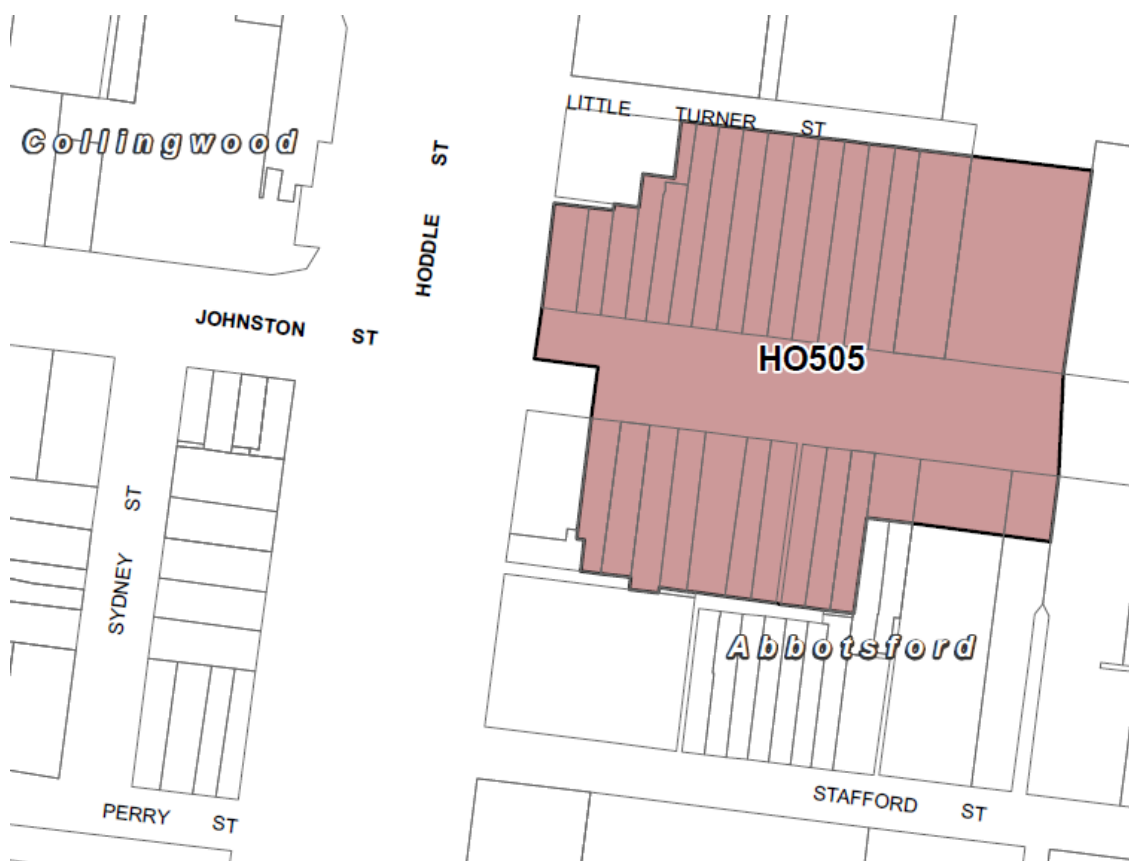 LITTLE TURNER ST
Collingwood
HODDLE ST
JOHNSTON ST
HO505
SYDNEY ST
Abbotsford
STAFFORD ST
PERRY ST